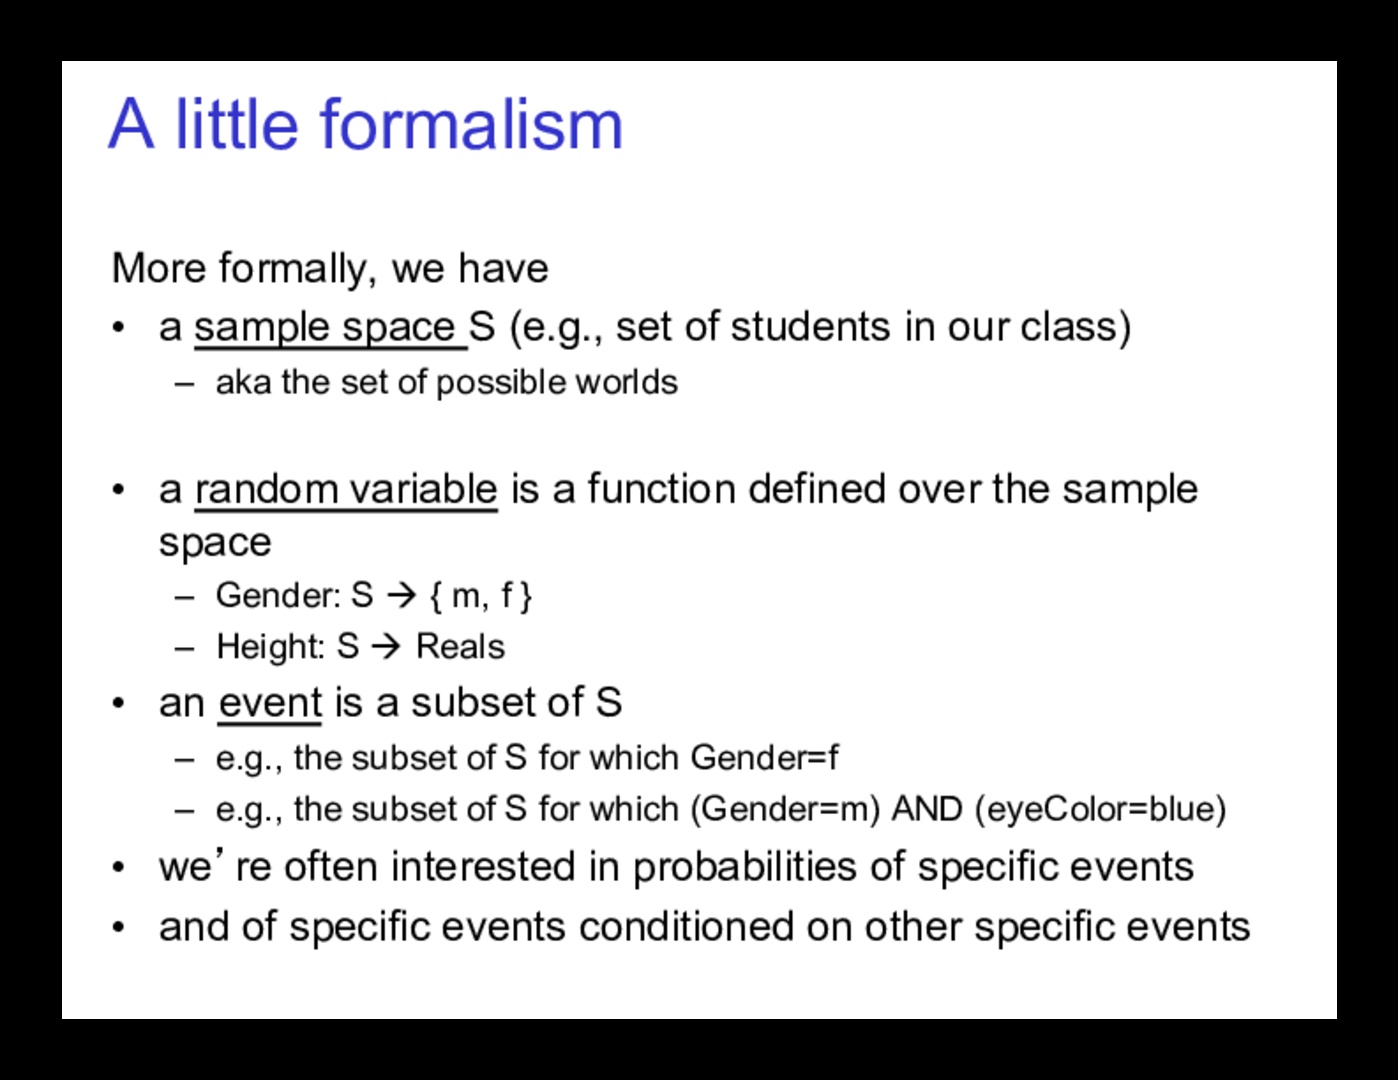 A little formalism
More formally, we have
• a sample space S (e.g., set of students in our class)
– aka the set of possible worlds
• a random variable is a function defined over the sample
space
– Gender: S → { m, f }
– Height: S → Reals
• an event is a subset of S
– e.g., the subset of S for which Gender=f
– e.g., the subset of S for which (Gender=m) AND (eyeColor=blue)
• we’ re often interested in probabilities of specific events
• and of specific events conditioned on other specific events